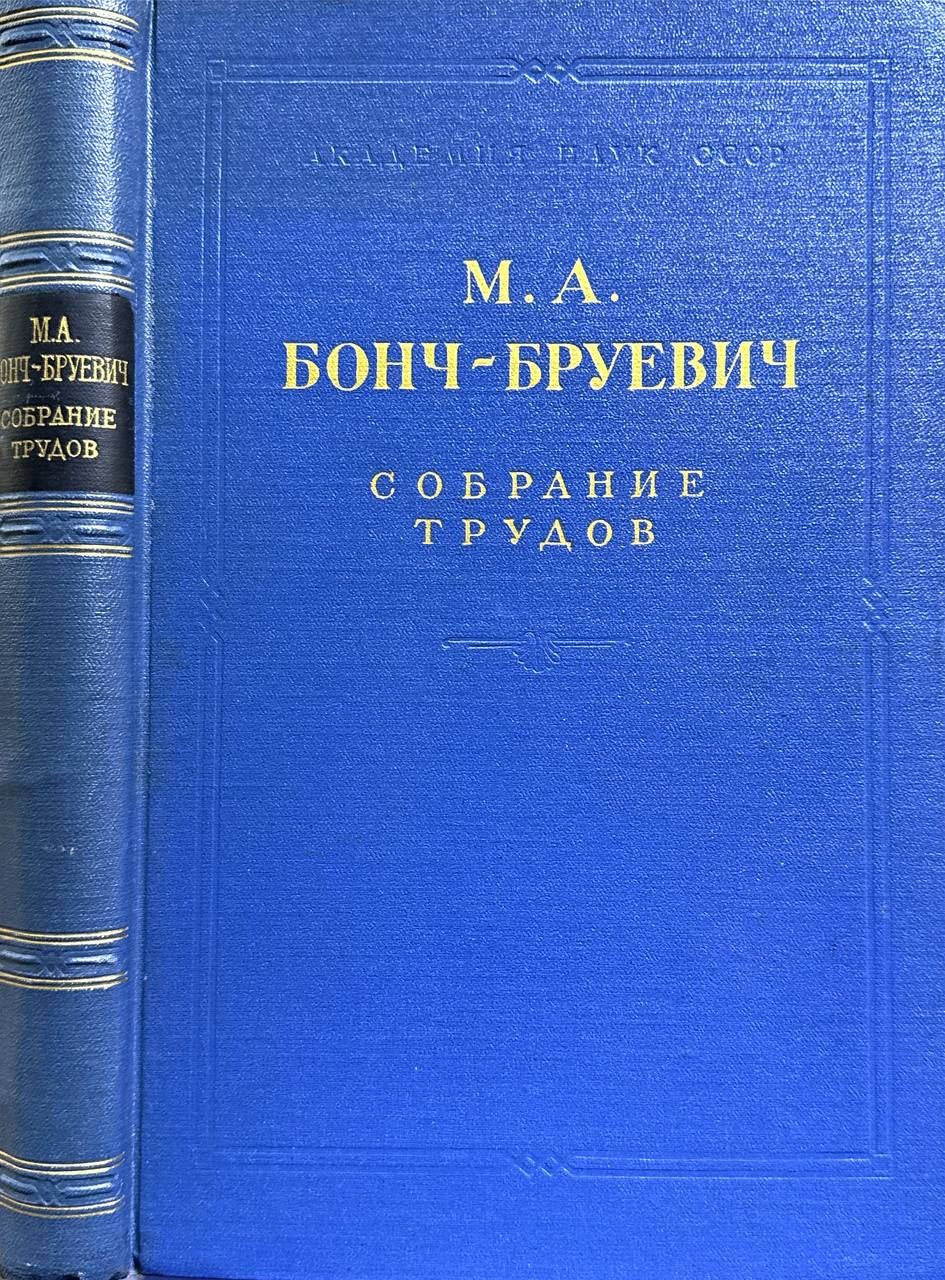 М.А.
БОНЧ-БРУЕВИЧ
СОБРАНИЕ
ТРУДОВ
АКАДЕМИЯ НАУК СССР
М. А.
БОНЧ-БРУЕВИЧ
СОБРАНИЕ
ТРУДОВ